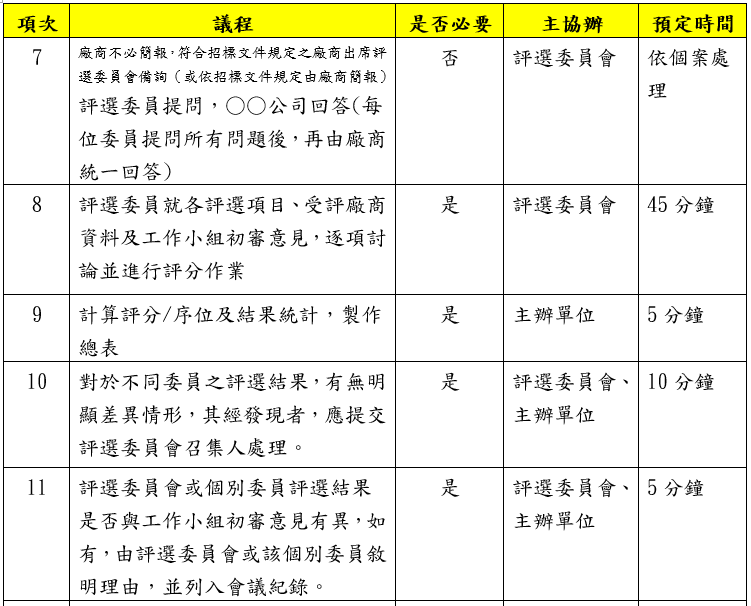 項次 議程 是否必要 主協辦 預定時間
7 廠商不必簡報，符合招標文件規定之廠商出席評 否 評選委員會 依個案處
選委員會備詢（或依招標文件規定由廠商簡報） 理
評選委員提問，○○公司回答(每
位委員提問所有問題後，再由廠商
統一回答)
8 評選委員就各評選項目、受評廠商 是 評選委員會 45 分鐘
資料及工作小組初審意見，逐項討
論並進行評分作業
9 計算評分/序位及結果統計，製作 是 主辦單位 5 分鐘
總表
10 對於不同委員之評選結果，有無明 是 評選委員會、 10 分鐘
顯差異情形，其經發現者，應提交 主辦單位
評選委員會召集人處理。
11 評選委員會或個別委員評選結果 是 評選委員會、 5 分鐘
是否與工作小組初審意見有異，如 主辦單位
有，由評選委員會或該個別委員敘
明理由，並列入會議紀錄。